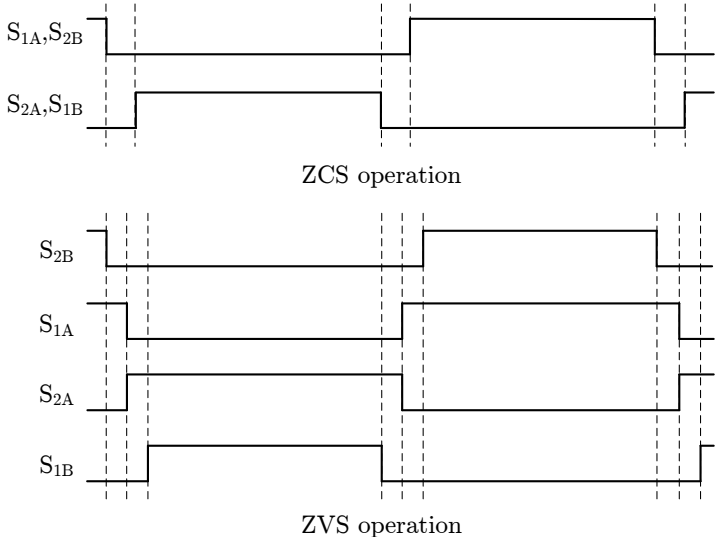 S1A,S2B
S2A,S1B
ZCS operation
S2B
S1A
S2A
S1B
ZVS operation